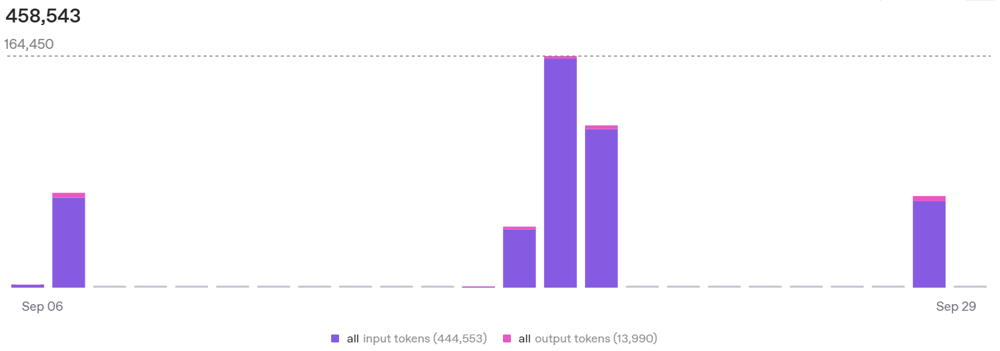 458,543
164,450
Sep 06 Sep 29
all input tokens (444,553) all output tokens (13,990)